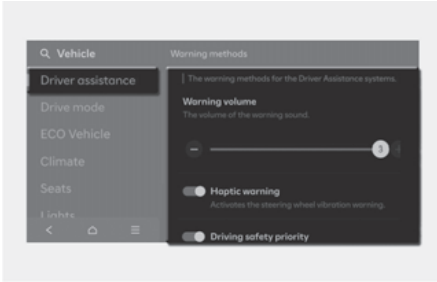 Vehicle
Warning methods
Driver assistance
The warning methods for the Driver Assistance systems.
Drive mode
Warning volume
The volume of the warning sound.
ECO Vehicle
3
Climate
Seats
Haptic warning
Activates the steering wheel vibration warning.
Lights
Driving safety priority